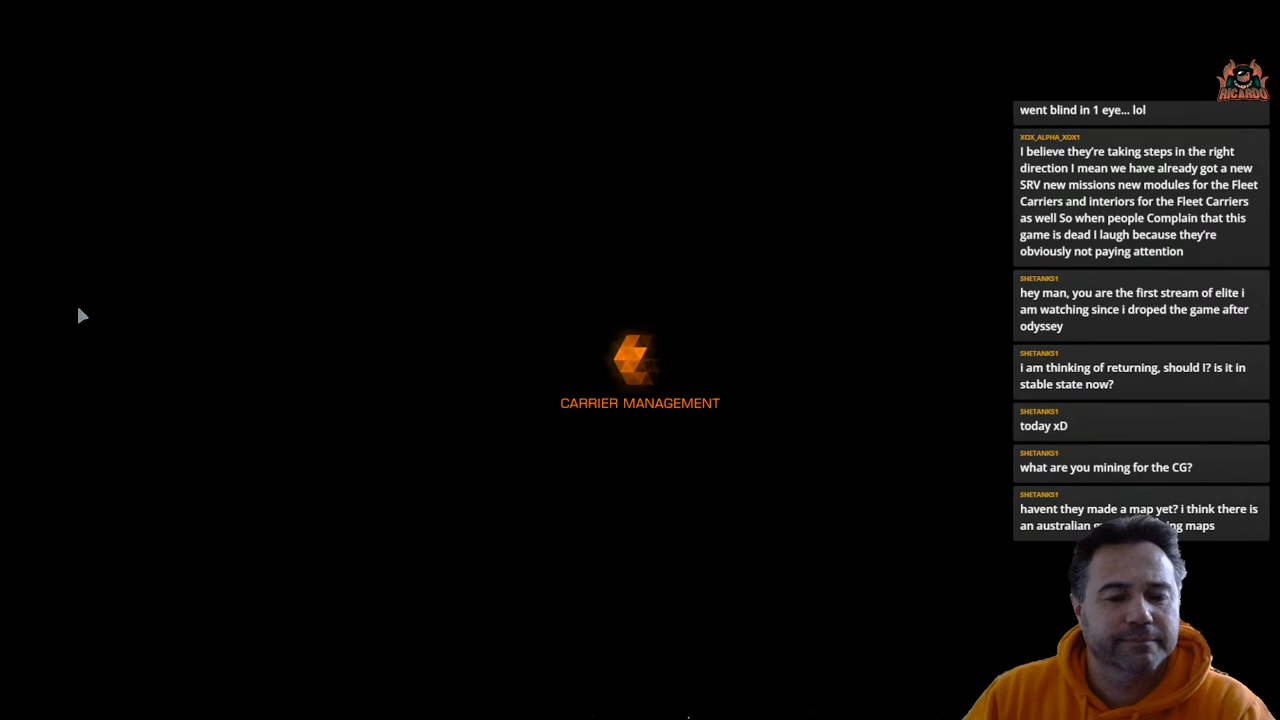 RICARDO
went blind in 1 eye... lol
XOX_ALPHA_XOX1
I believe they're taking steps in the right
direction I mean we have already got a new
SRV new missions new modules for the Fleet
Carriers and interiors for the Fleet Carriers
as well So when people Complain that this
game is dead I laugh because they're
obviously not paying attention
SHETANKS1
hey man, you are the first stream of elite i
am watching since i droped the game after
odyssey
SHETANKS1
i am thinking of returning, should I? is it in
stable state now?
SHETANKS1
today xD
SHETANKS1
what are you mining for the CG?
SHETANKS1
havent they made a map yet? i think there is
an australian maps
CARRIER MANAGEMENT